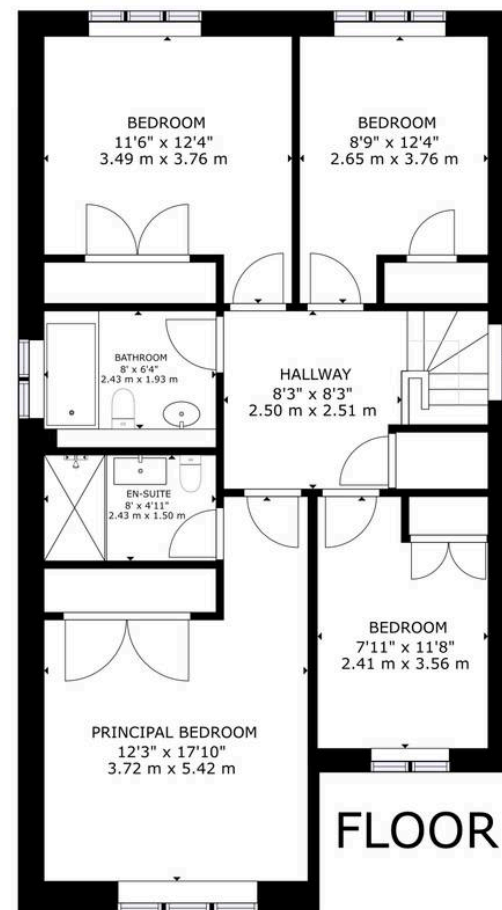 BEDROOM
11'6" x 12'4"
3.49 m x 3.76 m
BEDROOM
8'9" x 12'4"
2.65 m x 3.76 m
BATHROOM
8' x 6'4"
2.43 m x 1.93 m
HALLWAY
8'3" x 8'3"
2.50 m x 2.51 m
EN-SUITE
8' x 4'11"
2.43 m x 1.50 m
BEDROOM
7'11" x 11'8"
2.41 m x 3.56 m
PRINCIPAL BEDROOM
12'3" x 17'10"
3.72 m x 5.42 m
FLOOR